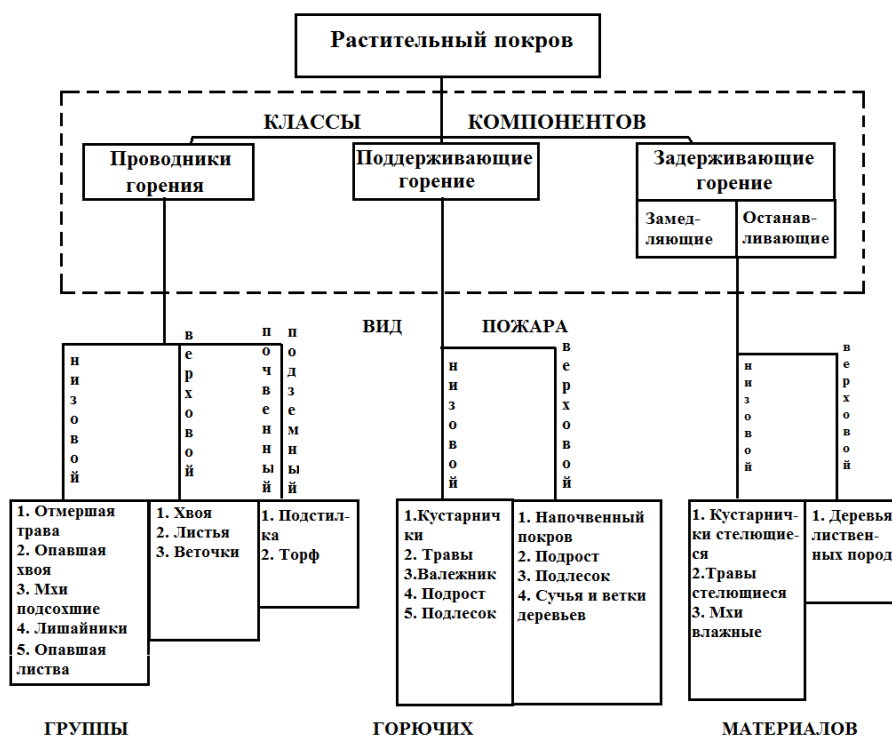 Растительный покров
КЛАССЫ КОМПОНЕНТОВ
Проводники
горения
Поддерживающие
горение
Задерживающие
горение
Замед-
ляющие
Останав-
ливающие
ВИД ПОЖАРА
низовой
верховой
почвенный
подземный
низовой
верховой
низовой
верховой
1. Отмершая
трава
2. Опавшая
хвоя
3. Мхи
подсохшие
4. Лишайники
5. Опавшая
листва
1. Хвоя
2. Листья
3. Веточки
1. Подстил-
ка
2. Торф
1.Кустарнич
ки
2. Травы
3.Валежник
4. Подрост
5. Подлесок
1. Напочвенный
покров
2. Подрост
3. Подлесок
4. Сучья и ветки
деревьев
1. Кустарнич-
ки стелющие-
ся
2.Травы
стелющиеся
3. Мхи
влажные
1. Деревья
листвен-
ных пород
ГРУППЫ ГОРЮЧИХ МАТЕРИАЛОВ